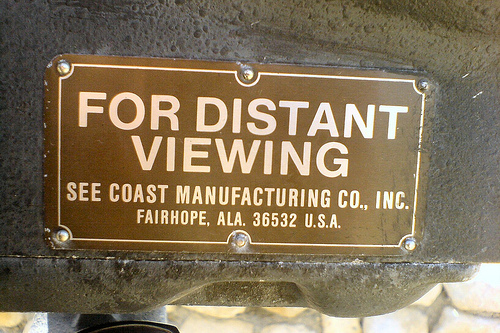 FOR DISTANT
VIEWING
SEE COAST MANUFACTURING CO., INC.
FAIRHOPE, ALA. 36532 U.S.A.